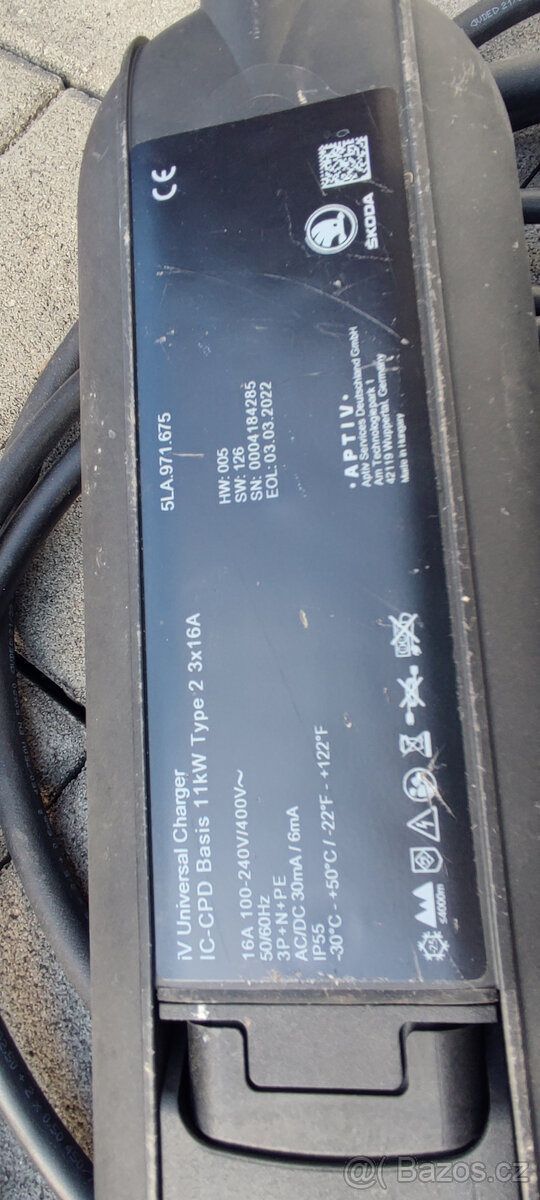 iV Universal Charger
IC-CPD Basis 11kW Type 2 3x16A
16A 100-240V/400V~
50/60Hz
3P+N+PE
AC/DC 30mA / 6mA
IP55
-30°C - +50°C / -22°F - +122°F
≤4000m
5LA.971.675
HW: 005
SW: 126
SN: 0004184285
EOL: 03.03.2022
• A P T I V •
Aptiv Services Deutschland GmbH
Am Technologiepark 1
42119 Wuppertal, Germany
Made in Hungary
CE
ŠKODA
@ Bazos.cz